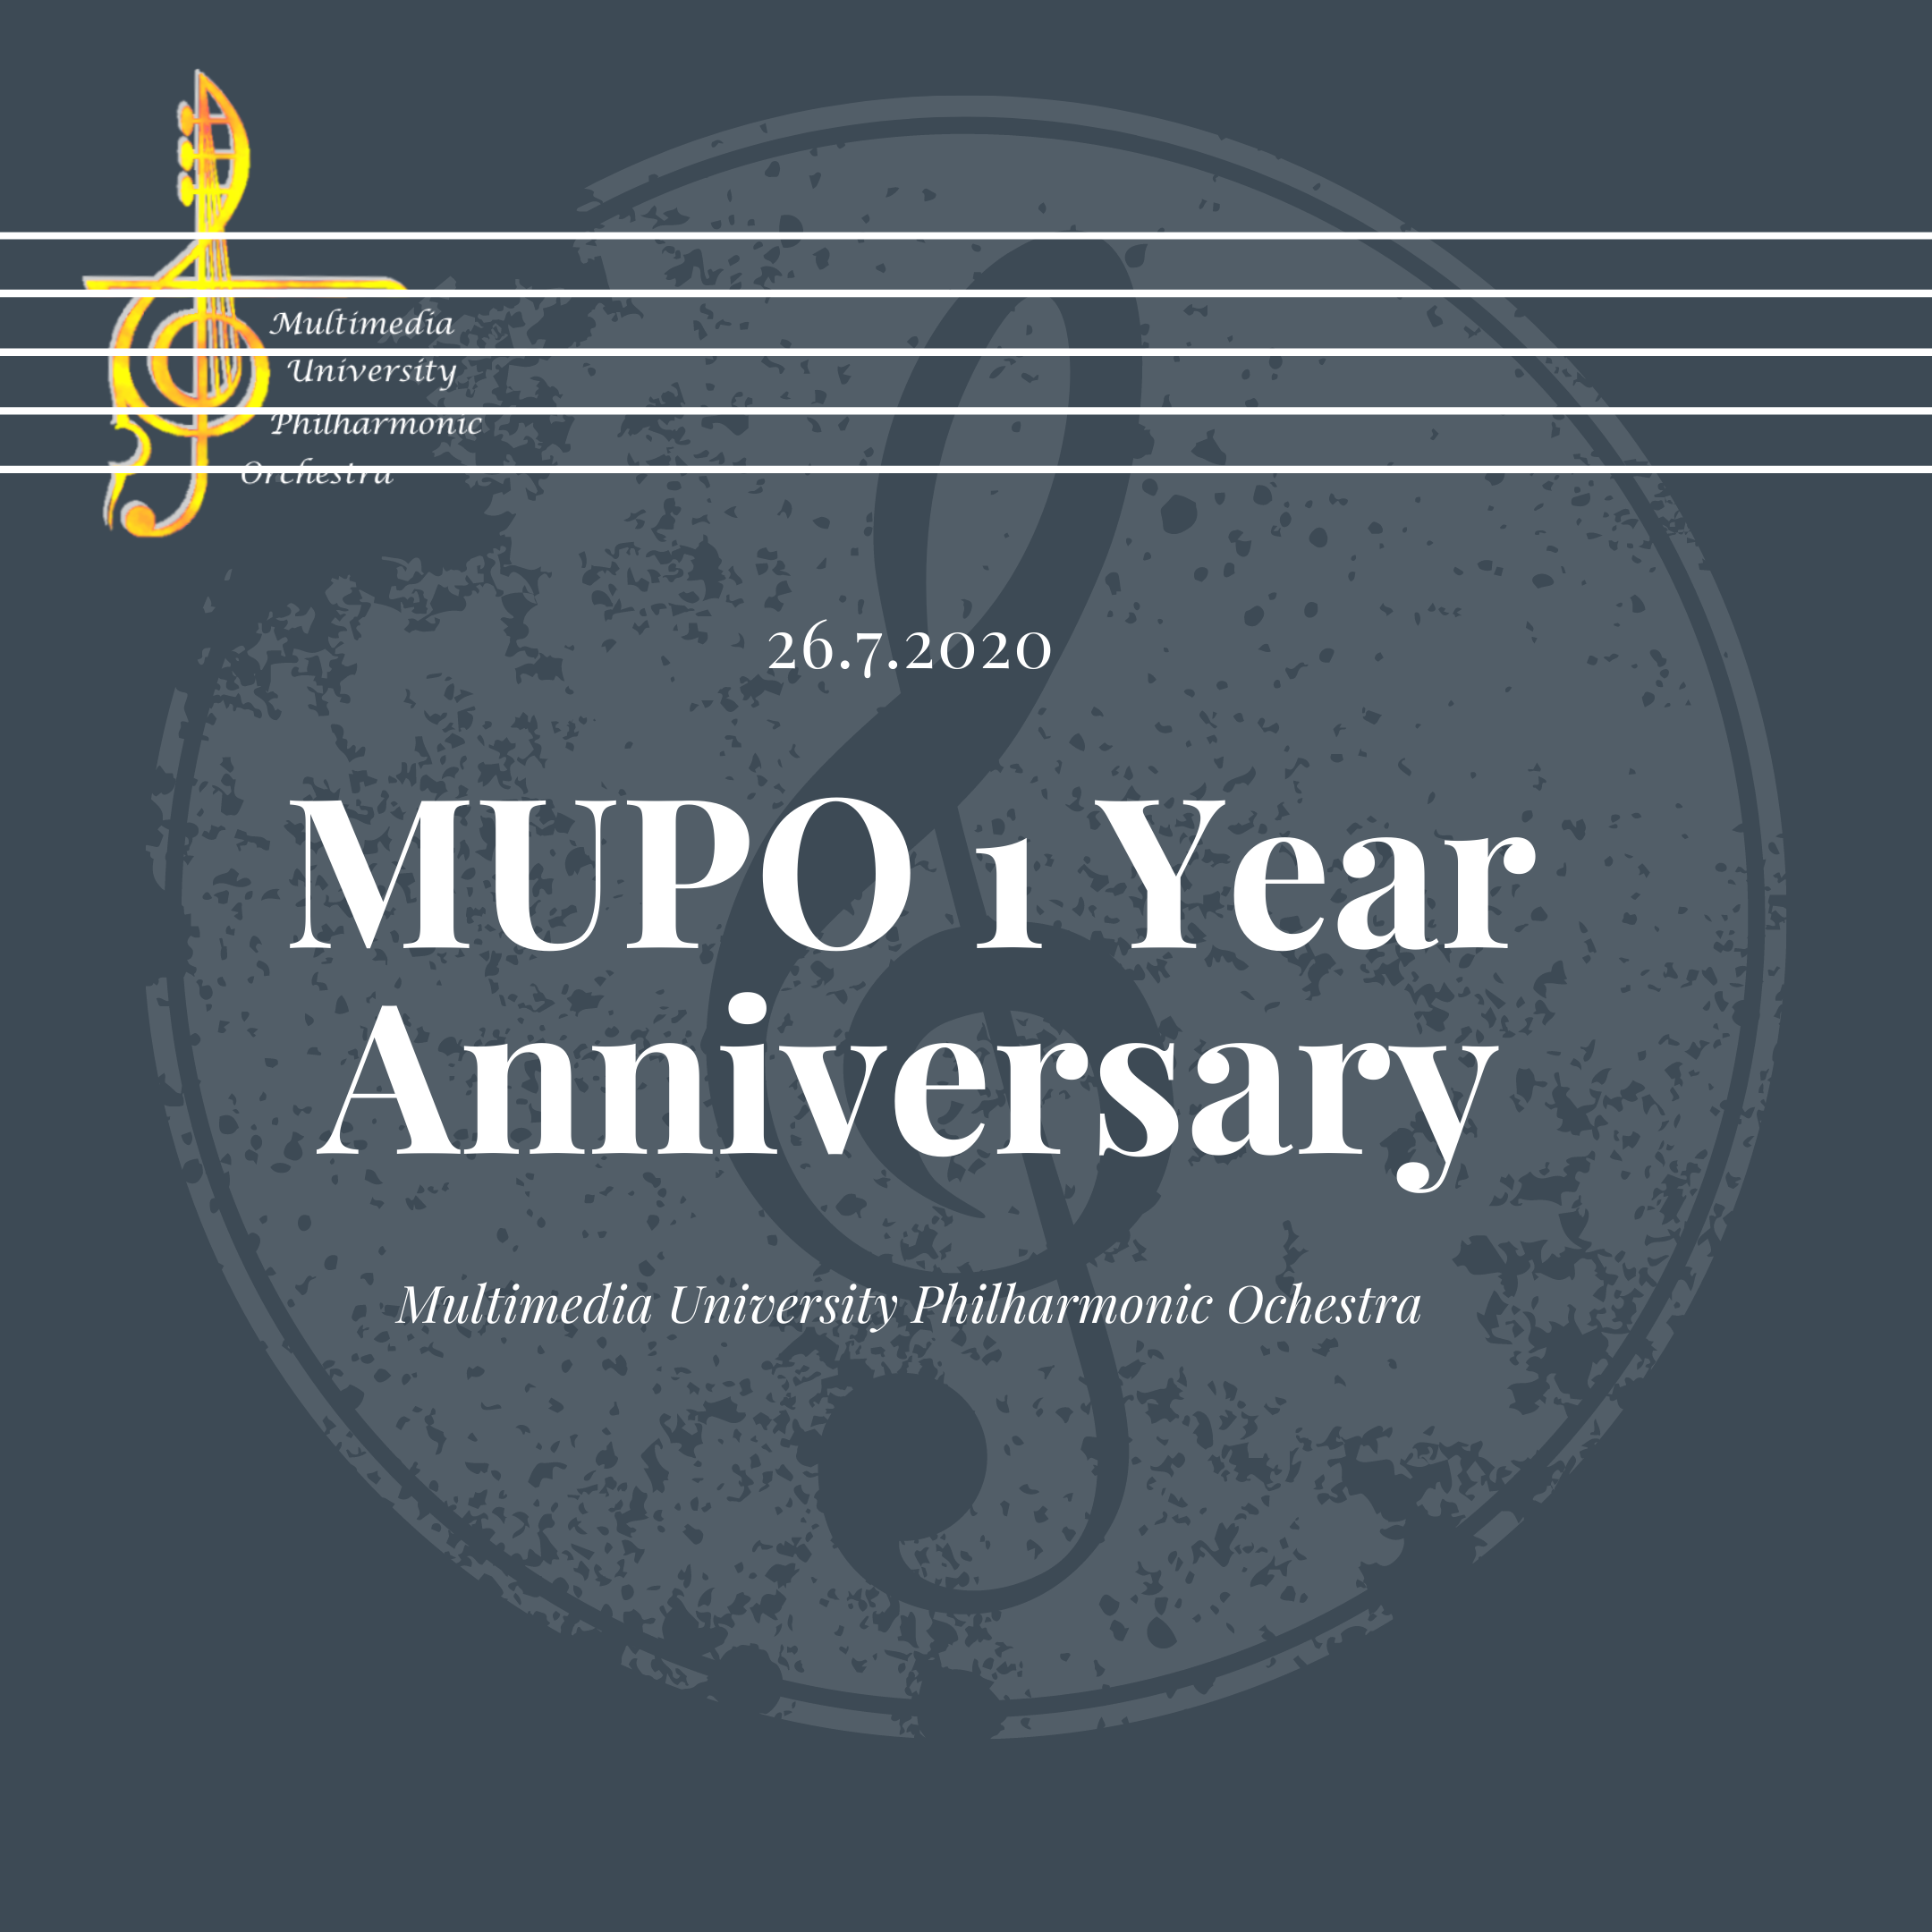 Multimedia
University
Philharmonic
Orchestra
26.7.2020
MUPO 1 Year
Anniversary
Multimedia University Philharmonic Ochestra